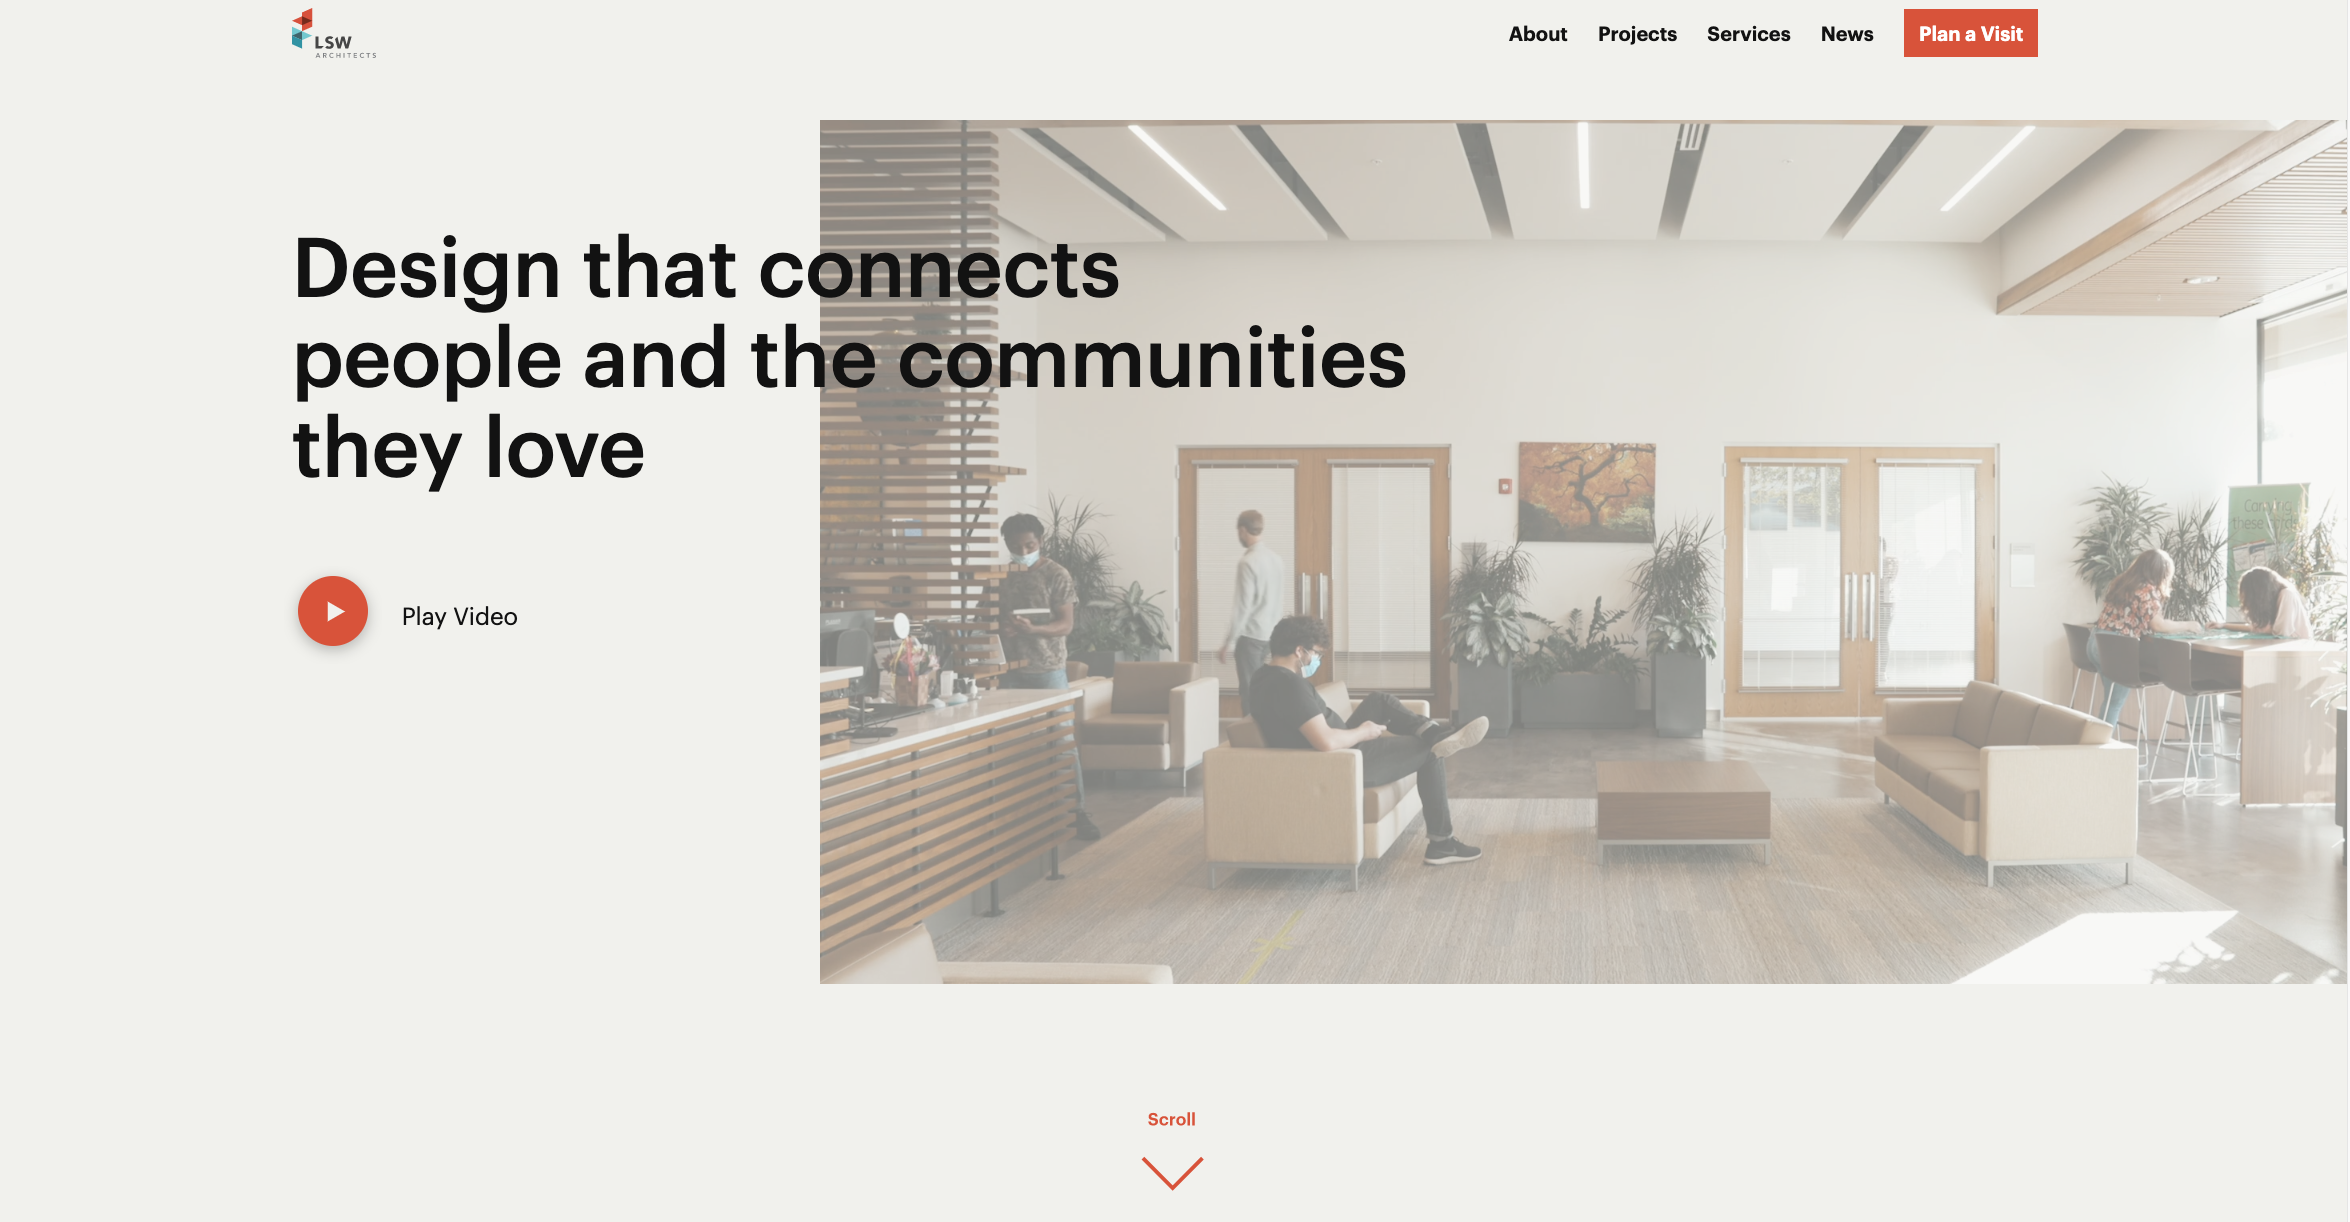 LSW
ARCHITECTS
About
Projects
Services
News
Plan a Visit
Design that connects
people and the communities
they love
Play Video
Scroll